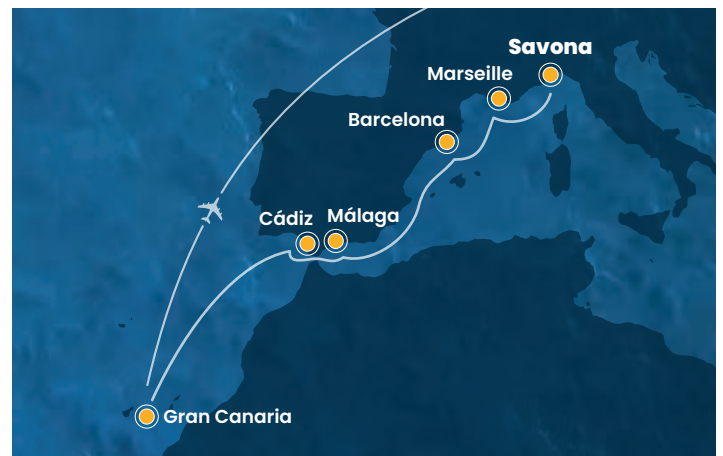 Savona
Marseille
Barcelona
Cádiz
Málaga
Gran Canaria